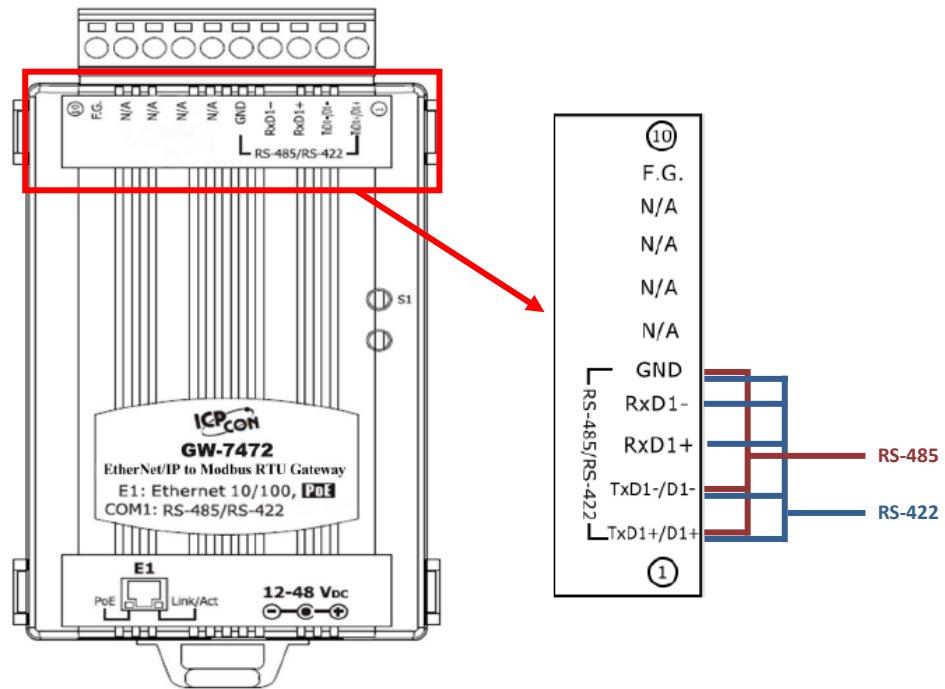 10
F.G.
N/A
N/A
N/A
N/A
GND
RxD1-
RxD1+
TxD1-/D1-
TxD1+/D1+
1
RS-485/RS-422
S1
ICP CON
GW-7472
EtherNet/IP to Modbus RTU Gateway
E1: Ethernet 10/100, PoE
COM1: RS-485/RS-422
E1
PoE
Link/Act
12-48 VDC
10
F.G.
N/A
N/A
N/A
N/A
GND
RxD1-
RxD1+
TxD1-/D1-
TxD1+/D1+
1
RS-485/RS-422
RS-485
RS-422